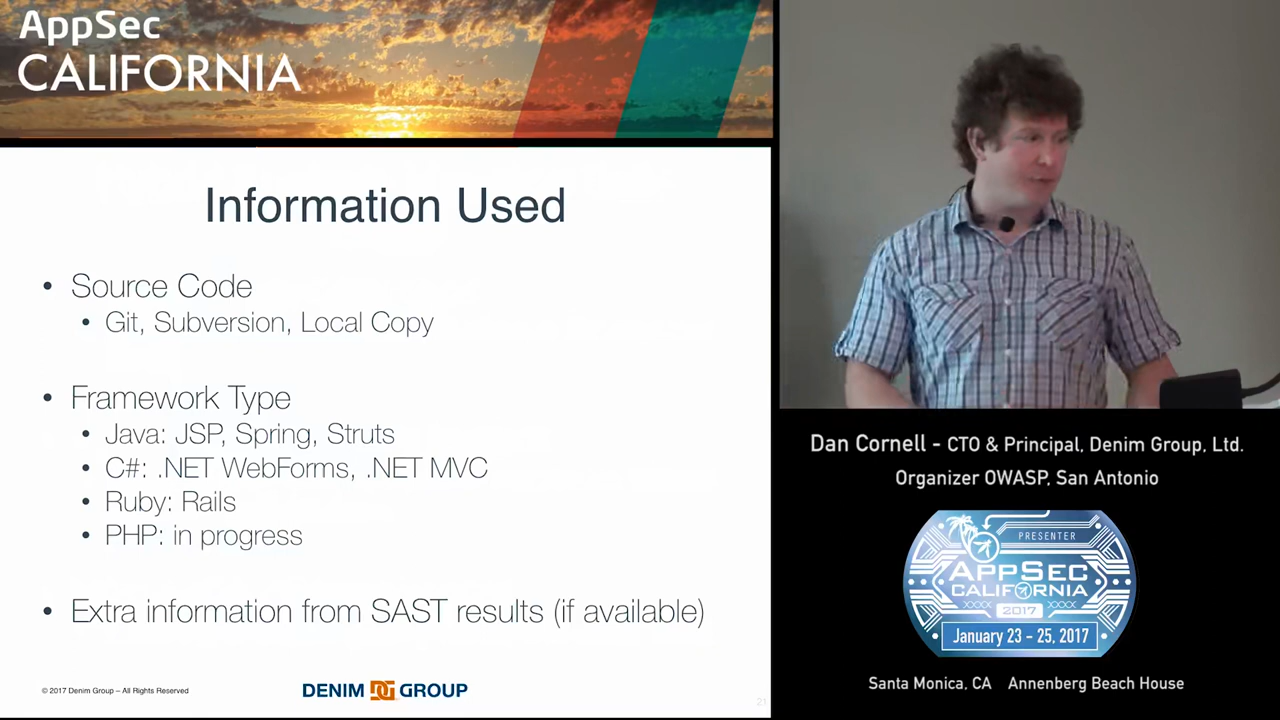 AppSec
CALIFORNIA
Information Used
• Source Code
• Git, Subversion, Local Copy
• Framework Type
• Java: JSP, Spring, Struts
• C#: .NET WebForms, .NET MVC
• Ruby: Rails
• PHP: in progress
• Extra information from SAST results (if available)
© 2017 Denim Group – All Rights Reserved
DENIM DG GROUP
21
Dan Cornell - CTO & Principal, Denim Group, Ltd.
Organizer OWASP, San Antonio
PRESENTER
APPSEC
CALIFORNIA
2017
January 23 - 25, 2017
Santa Monica, CA Annenberg Beach House